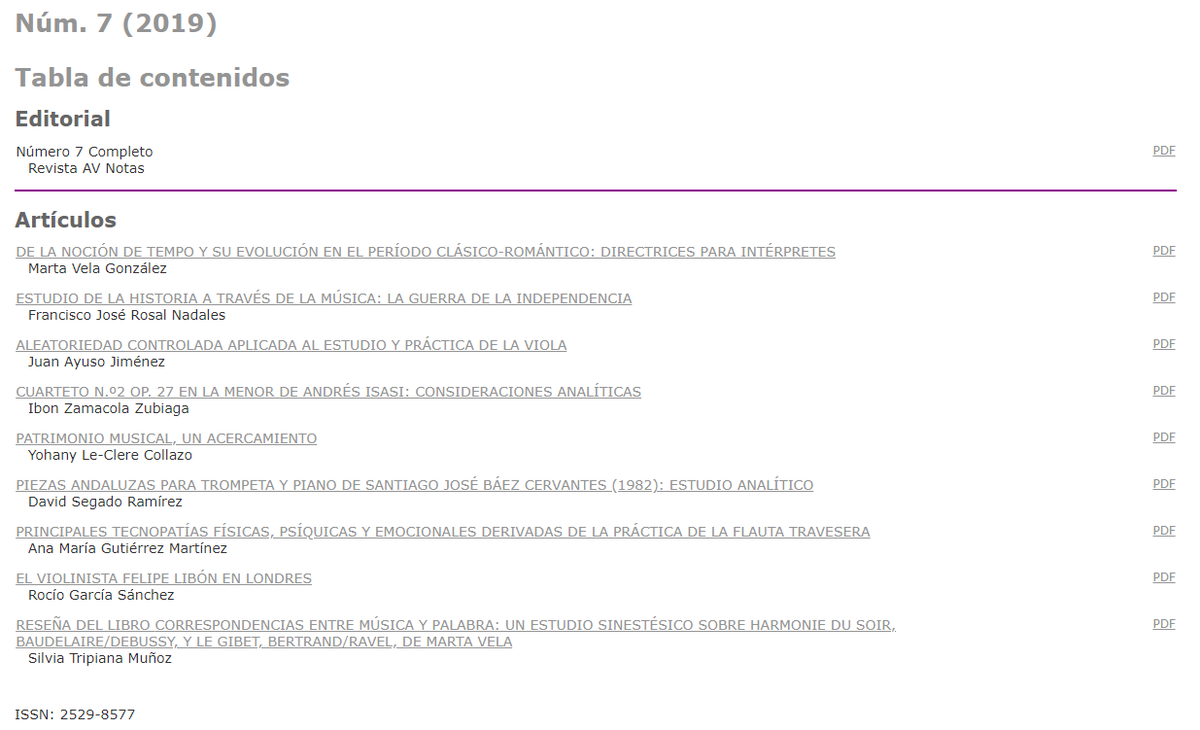 Núm. 7 (2019)
Tabla de contenidos
Editorial
Número 7 Completo PDF
Revista AV Notas
Artículos
DE LA NOCIÓN DE TEMPO Y SU EVOLUCIÓN EN EL PERÍODO CLÁSICO-ROMÁNTICO: DIRECTRICES PARA INTÉRPRETES PDF
Marta Vela González
ESTUDIO DE LA HISTORIA A TRAVÉS DE LA MÚSICA: LA GUERRA DE LA INDEPENDENCIA PDF
Francisco José Rosal Nadales
ALEATORIEDAD CONTROLADA APLICADA AL ESTUDIO Y PRÁCTICA DE LA VIOLA PDF
Juan Ayuso Jiménez
CUARTETO N.º2 OP. 27 EN LA MENOR DE ANDRÉS ISASI: CONSIDERACIONES ANALÍTICAS PDF
Ibon Zamacola Zubiaga
PATRIMONIO MUSICAL, UN ACERCAMIENTO PDF
Yohany Le-Clere Collazo
PIEZAS ANDALUZAS PARA TROMPETA Y PIANO DE SANTIAGO JOSÉ BÁEZ CERVANTES (1982): ESTUDIO ANALÍTICO PDF
David Segado Ramírez
PRINCIPALES TECNOPATÍAS FÍSICAS, PSÍQUICAS Y EMOCIONALES DERIVADAS DE LA PRÁCTICA DE LA FLAUTA TRAVESERA PDF
Ana María Gutiérrez Martínez
EL VIOLINISTA FELIPE LIBÓN EN LONDRES PDF
Rocío García Sánchez
RESEÑA DEL LIBRO CORRESPONDENCIAS ENTRE MÚSICA Y PALABRA: UN ESTUDIO SINESTÉSICO SOBRE HARMONIE DU SOIR, PDF
BAUDELAIRE/DEBUSSY, Y LE GIBET, BERTRAND/RAVEL, DE MARTA VELA
Silvia Tripiana Muñoz
ISSN: 2529-8577